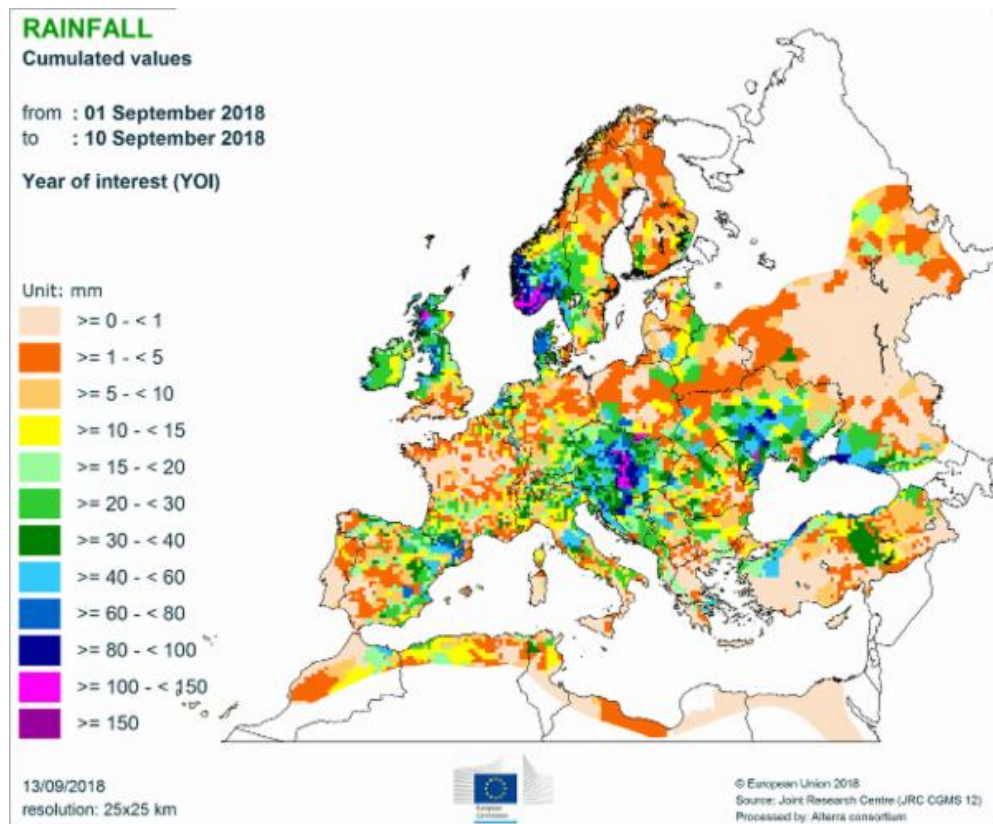 RAINFALL
Cumulated values
from : 01 September 2018
to : 10 September 2018
Year of interest (YOI)
Unit: mm
>= 0 - < 1
>= 1 - < 5
>= 5 - < 10
>= 10 - < 15
>= 15 - < 20
>= 20 - < 30
>= 30 - < 40
>= 40 - < 60
>= 60 - < 80
>= 80 - < 100
>= 100 - < 150
>= 150
13/09/2018
resolution: 25x25 km
European
Commission
© European Union 2018
Source: Joint Research Centre (JRC CGMS 12)
Processed by: Alterra consortium